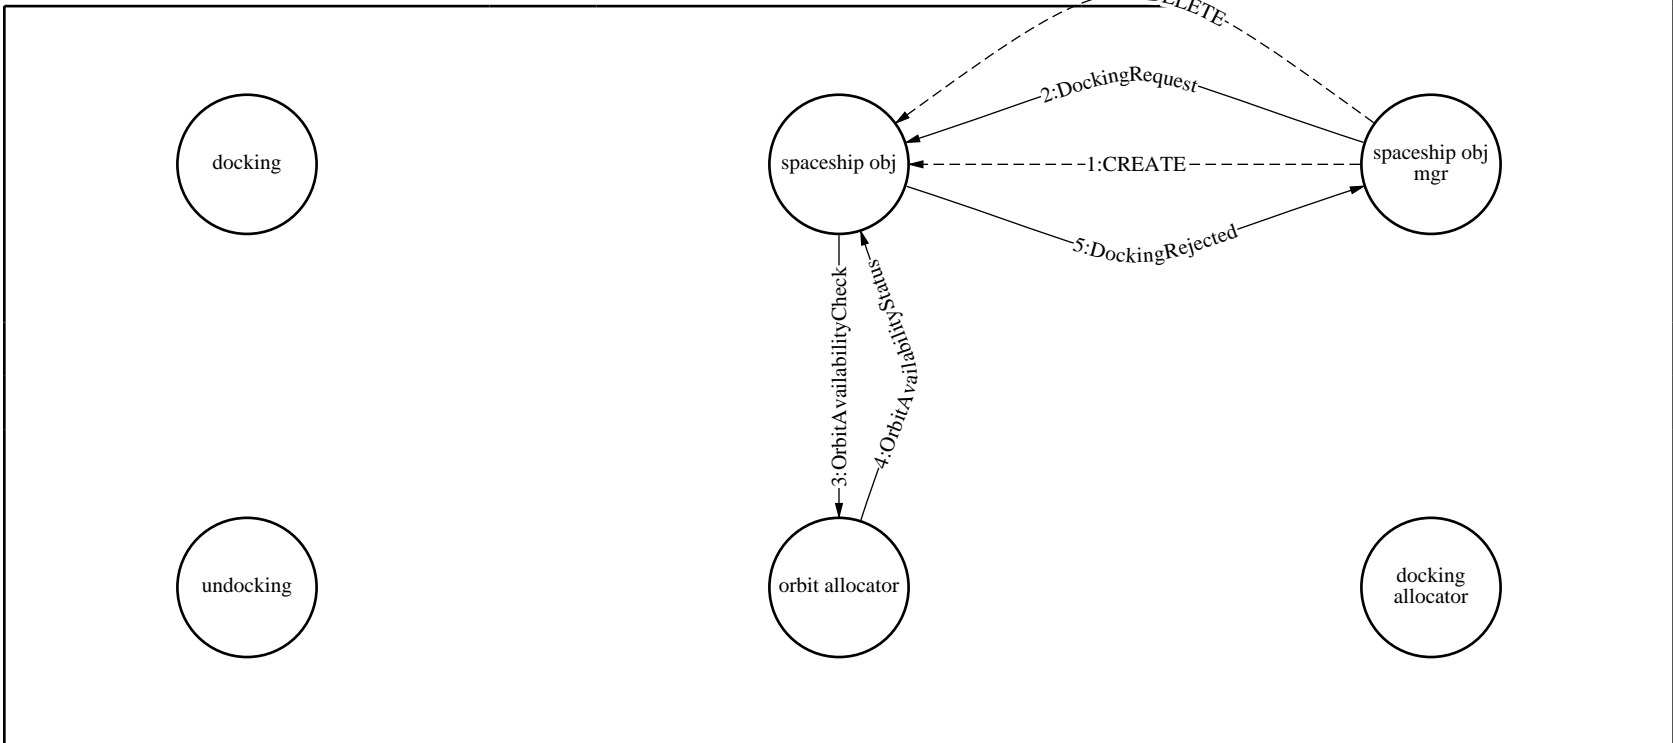 DELETE
2:DockingRequest
docking
spaceship obj
1:CREATE
spaceship obj
mgr
5:DockingRejected
3:OrbitAvailabilityCheck
4:OrbitAvailabilityStatus
undocking
orbit allocator
docking
allocator